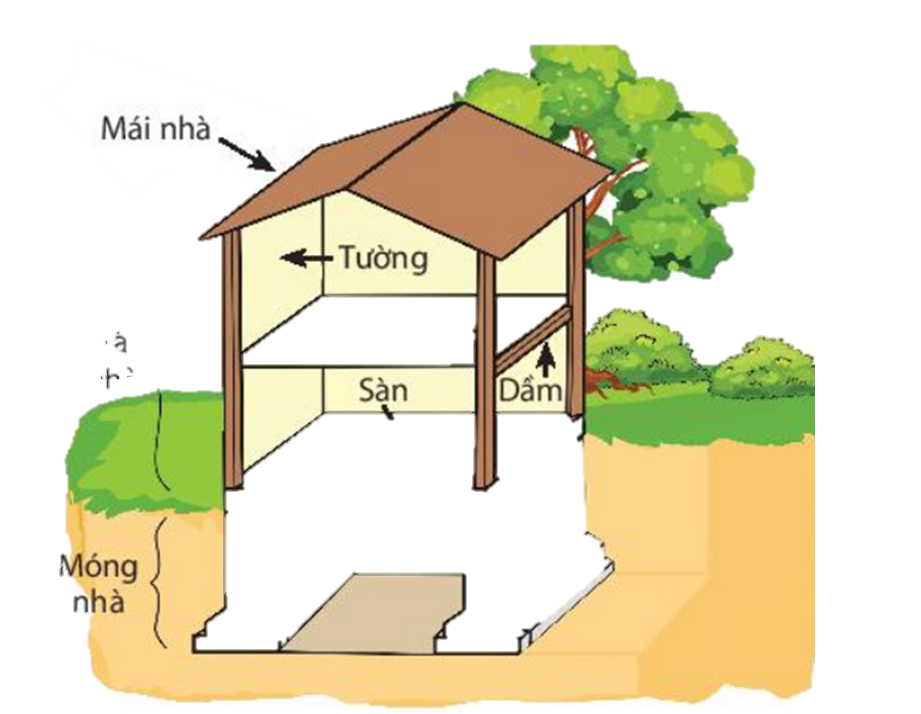 Mái nhà
Tường
Sàn
Dầm
Móng
nhà